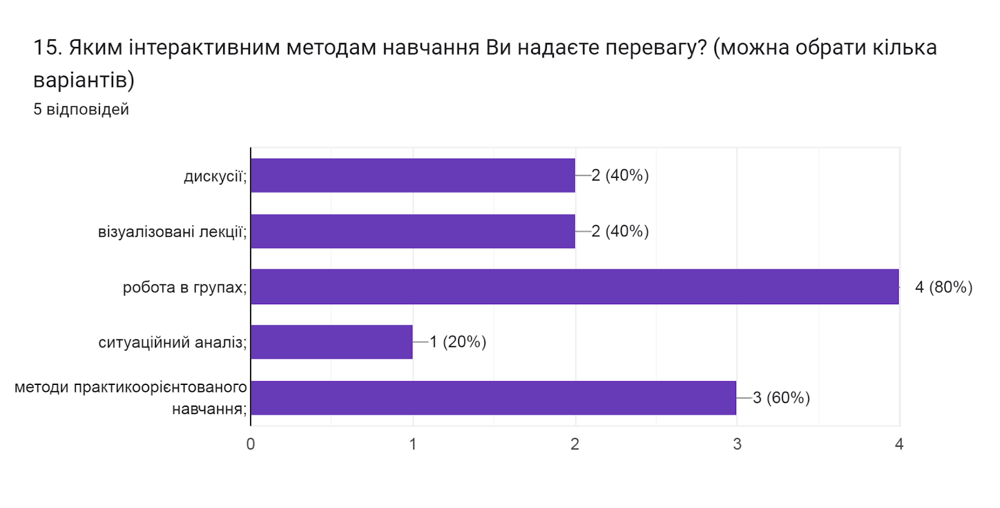 15. Яким інтерактивним методам навчання Ви надаєте перевагу? (можна обрати кілька
варіантів)
5 відповідей
дискусії;
2 (40%)
візуалізовані лекції;
2 (40%)
робота в групах;
4 (80%)
ситуаційний аналіз;
1 (20%)
методи практикоорієнтованого
навчання;
3 (60%)
0 1 2 3 4